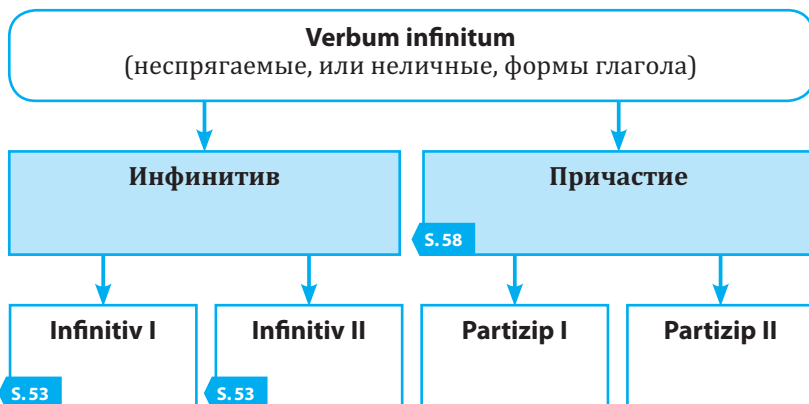 Verbum infinitum
(неспрягаемые, или неличные, формы глагола)
Инфинитив
Причастие
S. 58
Infinitiv I
Infinitiv II
Partizip I
Partizip II
S. 53
S. 53